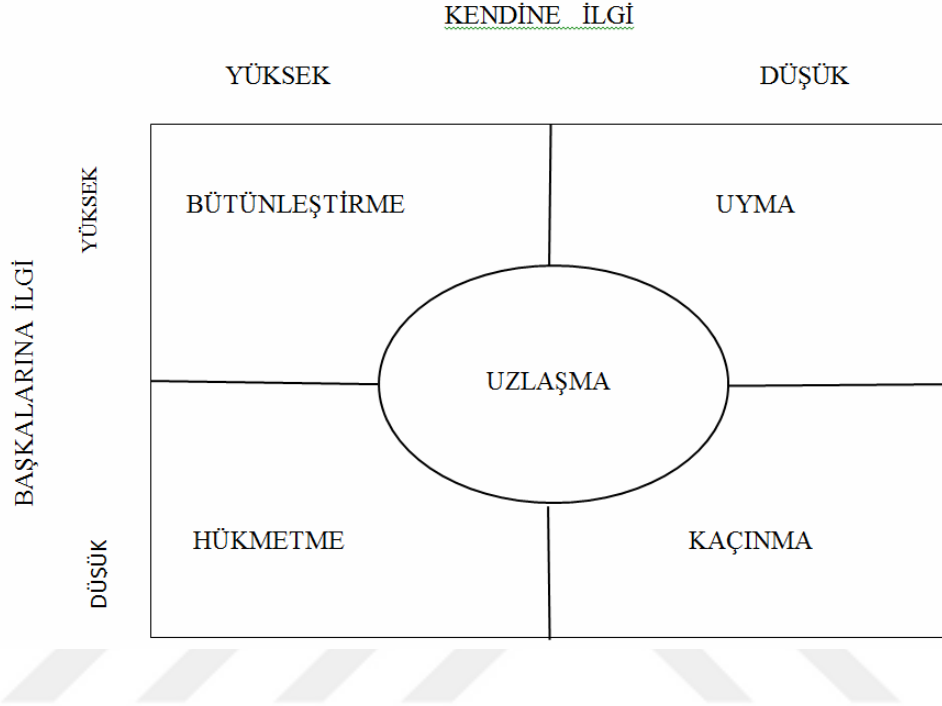 KENDİNE İLGİ
YÜKSEK DÜŞÜK
BAŞKALARINA İLGİ
YÜKSEK
BÜTÜNLEŞTİRME UYMA
UZLAŞMA
DÜŞÜK
HÜKMETME KAÇINMA